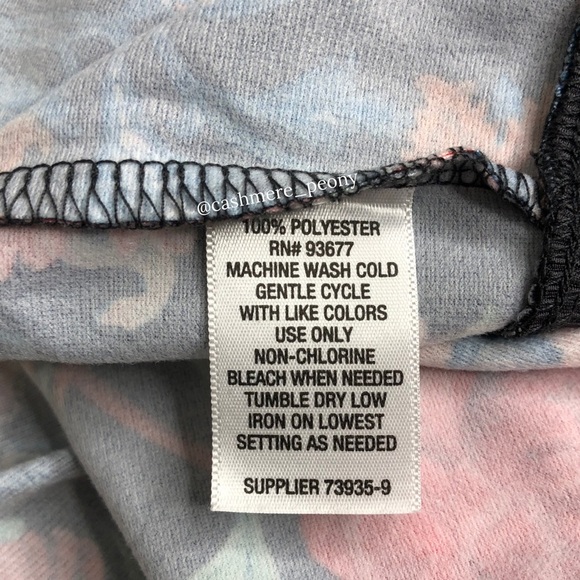 @cashmere_peony
100% POLYESTER
RN# 93677
MACHINE WASH COLD
GENTLE CYCLE
WITH LIKE COLORS
USE ONLY
NON-CHLORINE
BLEACH WHEN NEEDED
TUMBLE DRY LOW
IRON ON LOWEST
SETTING AS NEEDED
SUPPLIER 73935-9